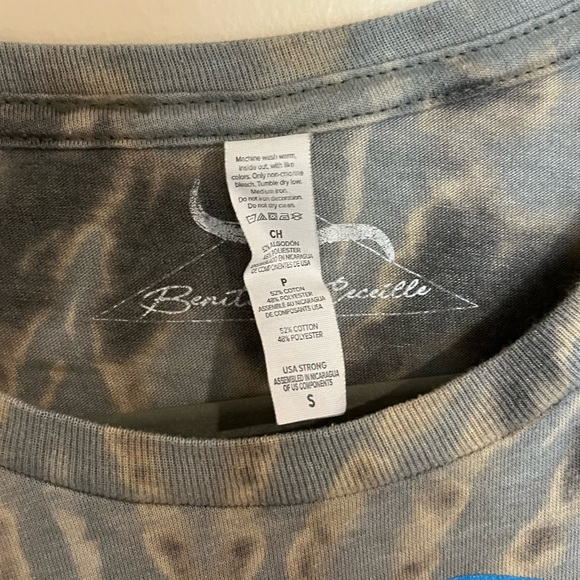 Machine wash warm,
inside out, with like
colors. Only non-chlorine
bleach. Tumble dry low.
Medium iron.
Do not iron decoration.
Do not dry clean.
CH
52% ALGODÓN
48% POLIESTER
ENSAMBLADO EN NICARAGUA
DE COMPONENTES DE USA
P
52% COTTON
48% POLYESTER
ASSEMBLÉ AU NICARAGUA
DE COMPOSANTS USA
52% COTTON
48% POLYESTER
USA STRONG
ASSEMBLED IN NICARAGUA
OF US COMPONENTS
S